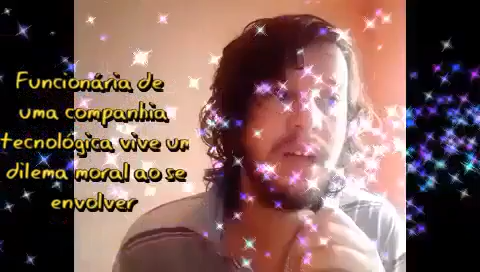 Funcionária de
uma companhia
tecnológica vive um
dilema moral ao se
envolver